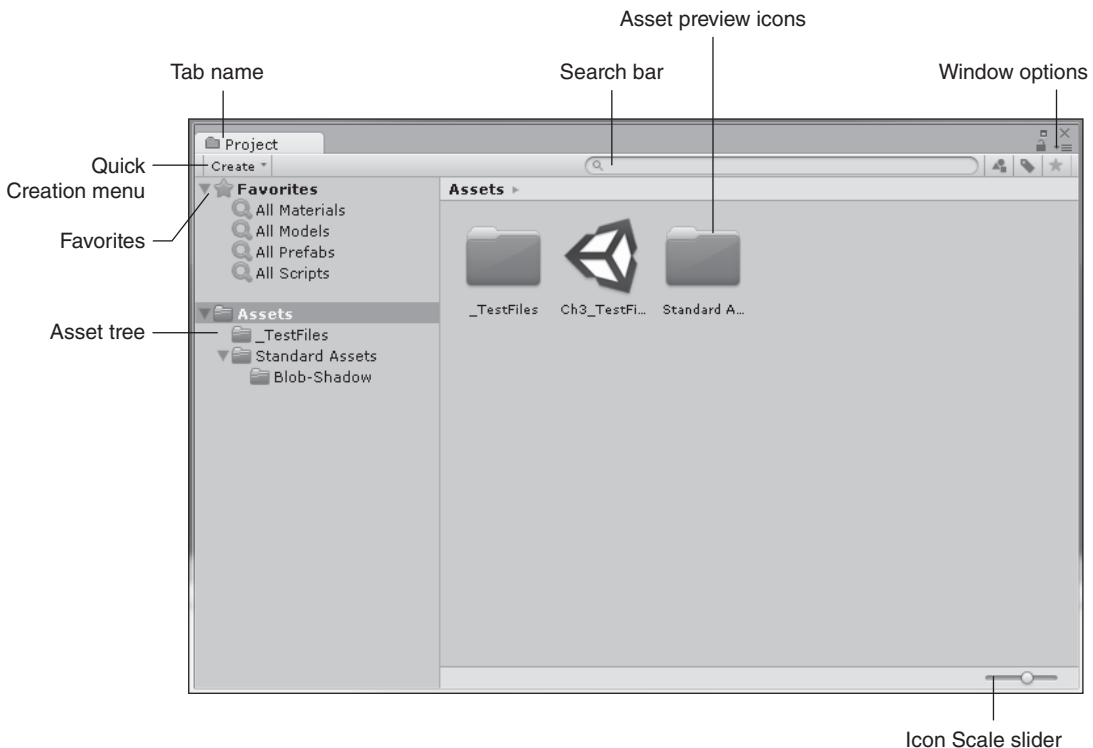 Asset preview icons
Tab name
Search bar
Window options
Project
Quick
Creation menu
Create
Favorites
All Materials
All Models
All Prefabs
All Scripts
Favorites
Assets
_TestFiles
Standard Assets
Blob-Shadow
Asset tree
Assets
_TestFiles
Ch3_TestFi...
Standard A...
Icon Scale slider